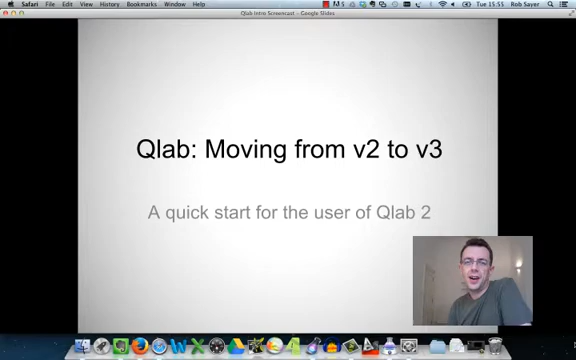 Safari File Edit View History Bookmarks Window Help
Tue 15:55 Rob Sayer
Qlab Intro Screencast - Google Slides
Qlab: Moving from v2 to v3
A quick start for the user of Qlab 2